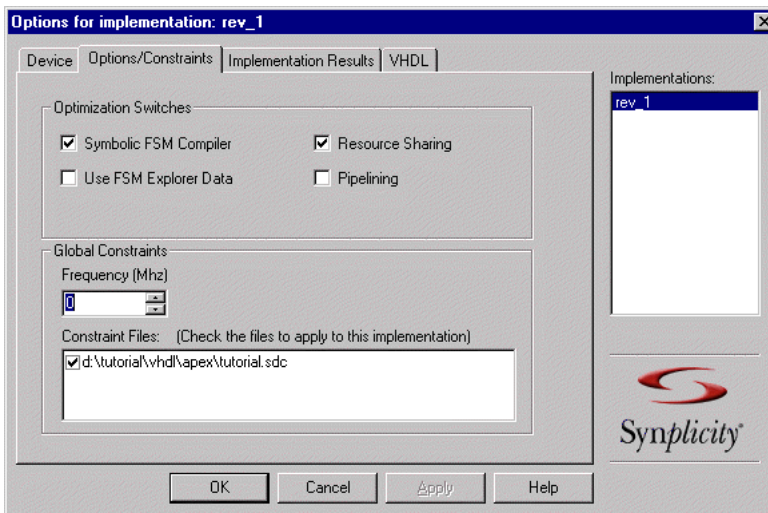 Options for implementation: rev_1
Device Options/Constraints Implementation Results VHDL
Implementations:
rev_1
Optimization Switches
Symbolic FSM Compiler Resource Sharing
Use FSM Explorer Data Pipelining
Global Constraints
Frequency (Mhz)
0
Constraint Files: (Check the files to apply to this implementation)
d:\tutorial\vhdl\apex\tutorial.sdc
Synplicity®
OK Cancel Apply Help